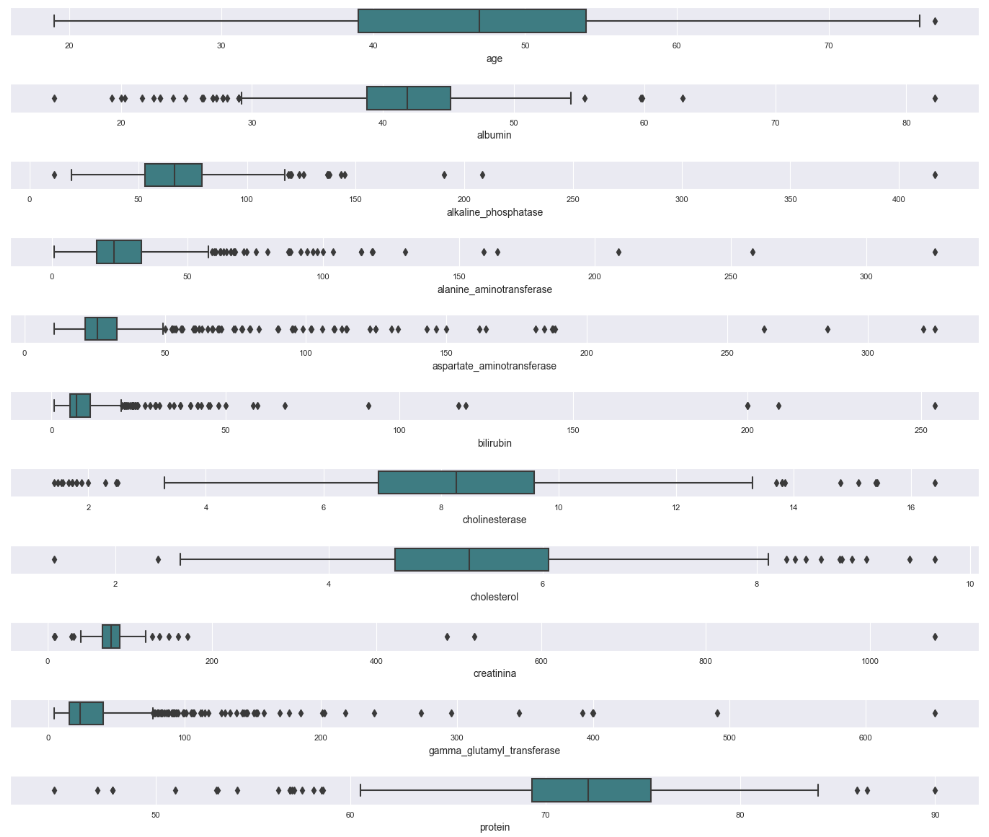 20 30 40 50 60 70
age
20 30 40 50 60 70 80
albumin
0 50 100 150 200 250 300 350 400
alkaline_phosphatase
0 50 100 150 200 250 300
alanine_aminotransferase
0 50 100 150 200 250 300
aspartate_aminotransferase
0 50 100 150 200 250
bilirubin
2 4 6 8 10 12 14 16
cholinesterase
2 4 6 8 10
cholesterol
0 200 400 600 800 1000
creatinina
0 100 200 300 400 500 600
gamma_glutamyl_transferase
50 60 70 80 90
protein